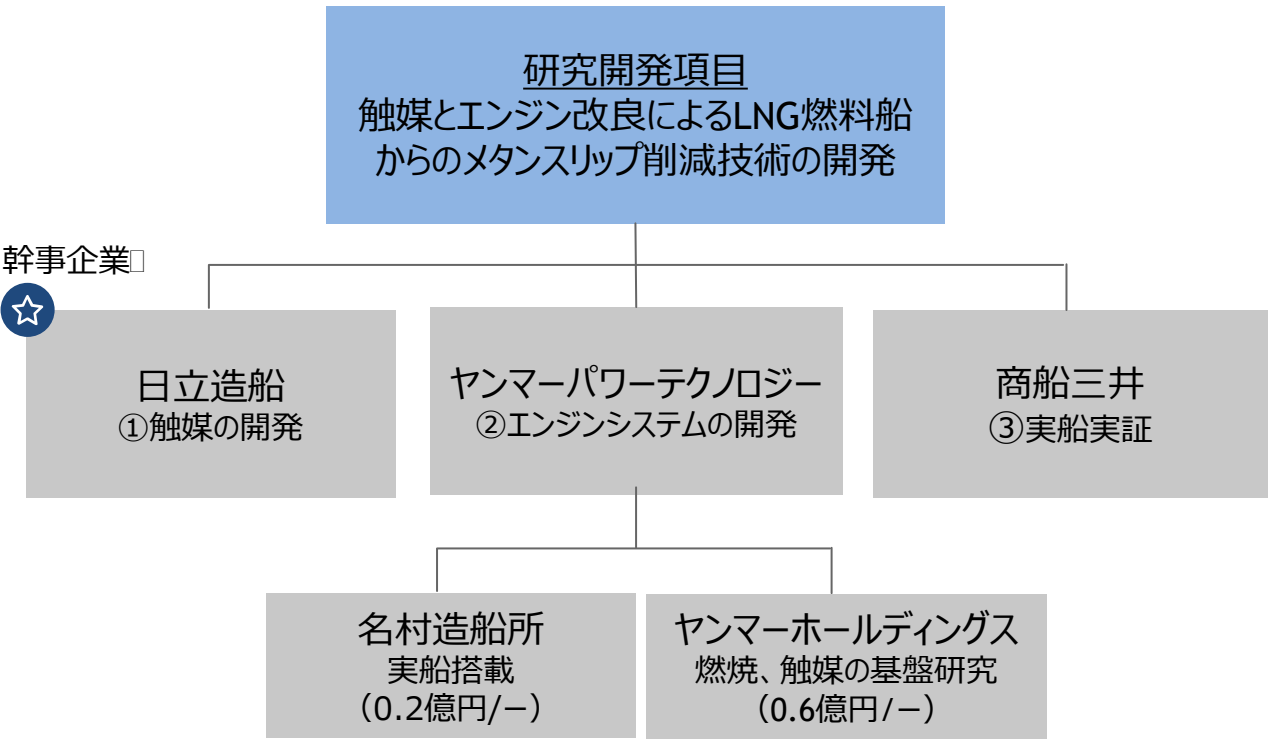 研究開発項目
触媒とエンジン改良によるLNG燃料船
からのメタンスリップ削減技術の開発
幹事企業
日立造船
①触媒の開発
ヤンマーパワーテクノロジー
②エンジンシステムの開発
商船三井
③実船実証
名村造船所
実船搭載
（0.2億円/ー）
ヤンマーホールディングス
燃焼、触媒の基盤研究
（0.6億円/ー）